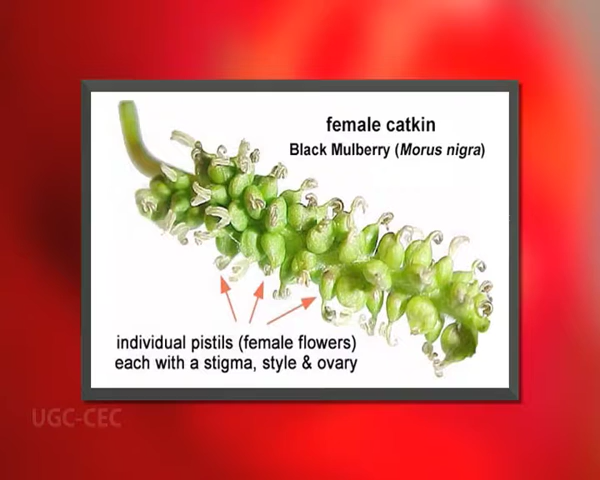 female catkin
Black Mulberry (Morus nigra)
individual pistils (female flowers)
each with a stigma, style & ovary
UGC-CEC